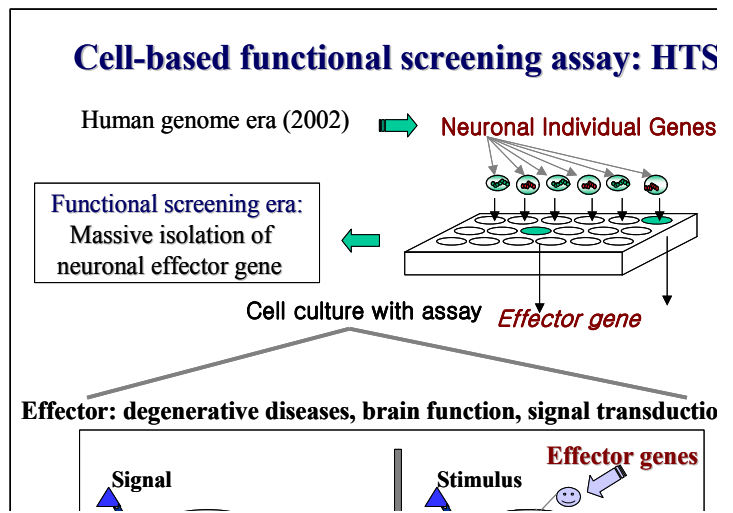 Cell-based functional screening assay: HTS
Human genome era (2002)
Neuronal Individual Genes
Functional screening era:
Massive isolation of
neuronal effector gene
Cell culture with assay
Effector gene
Effector: degenerative diseases, brain function, signal transductio
Effector genes
Signal
Stimulus